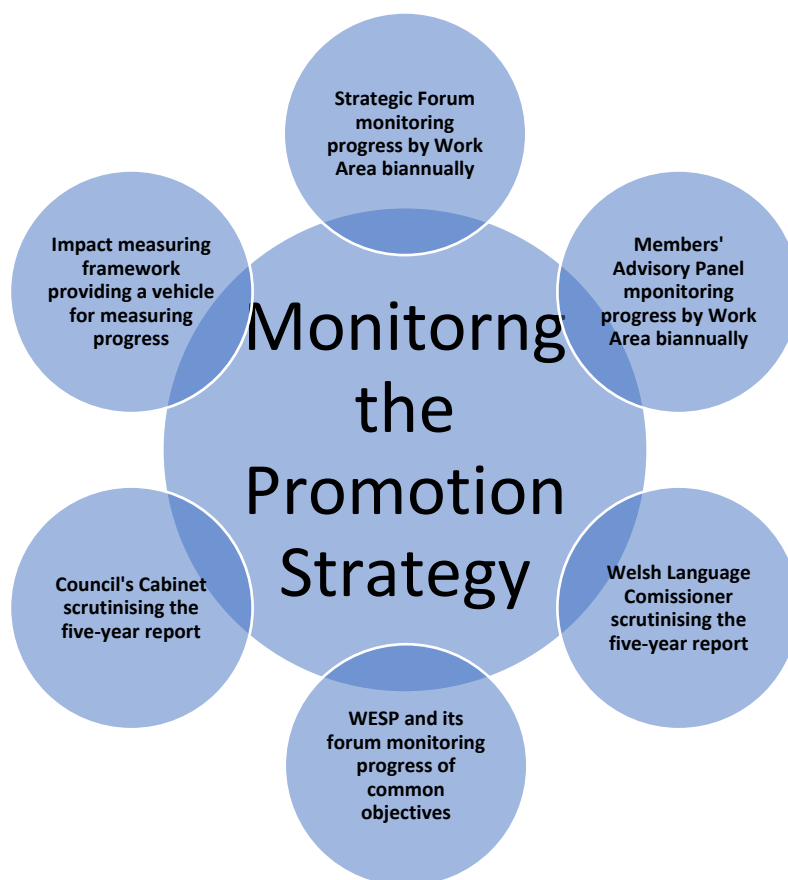 Strategic Forum
monitoring
progress by Work
Area biannually
Members'
Advisory Panel
mponitoring
progress by Work
Area biannually
Welsh Language
Comissioner
scrutinising the
five-year report
WESP and its
forum monitoring
progress of
common
objectives
Council's Cabinet
scrutinising the
five-year report
Impact measuring
framework
providing a vehicle
for measuring
progress
Monitorng
the
Promotion
Strategy